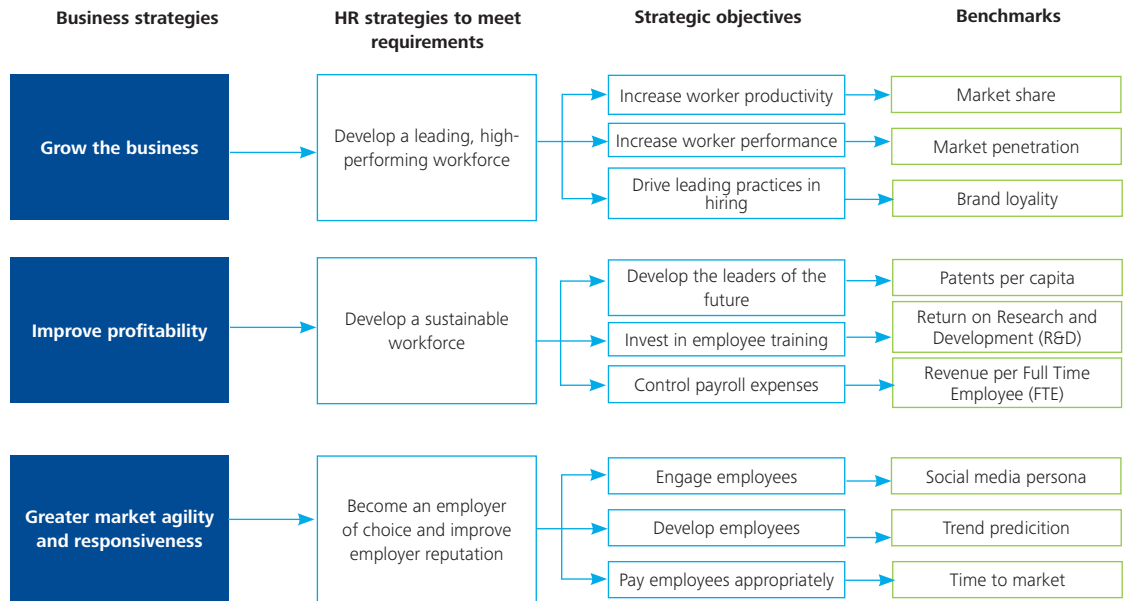 Business strategies
HR strategies to meet
requirements
Strategic objectives
Benchmarks
Grow the business
Develop a leading, high-
performing workforce
Increase worker productivity
Market share
Increase worker performance
Market penetration
Drive leading practices in
hiring
Brand loyality
Improve profitability
Develop a sustainable
workforce
Develop the leaders of the
future
Patents per capita
Invest in employee training
Return on Research and
Development (R&D)
Control payroll expenses
Revenue per Full Time
Employee (FTE)
Greater market agility
and responsiveness
Become an employer
of choice and improve
employer reputation
Engage employees
Social media persona
Develop employees
Trend predicition
Pay employees appropriately
Time to market